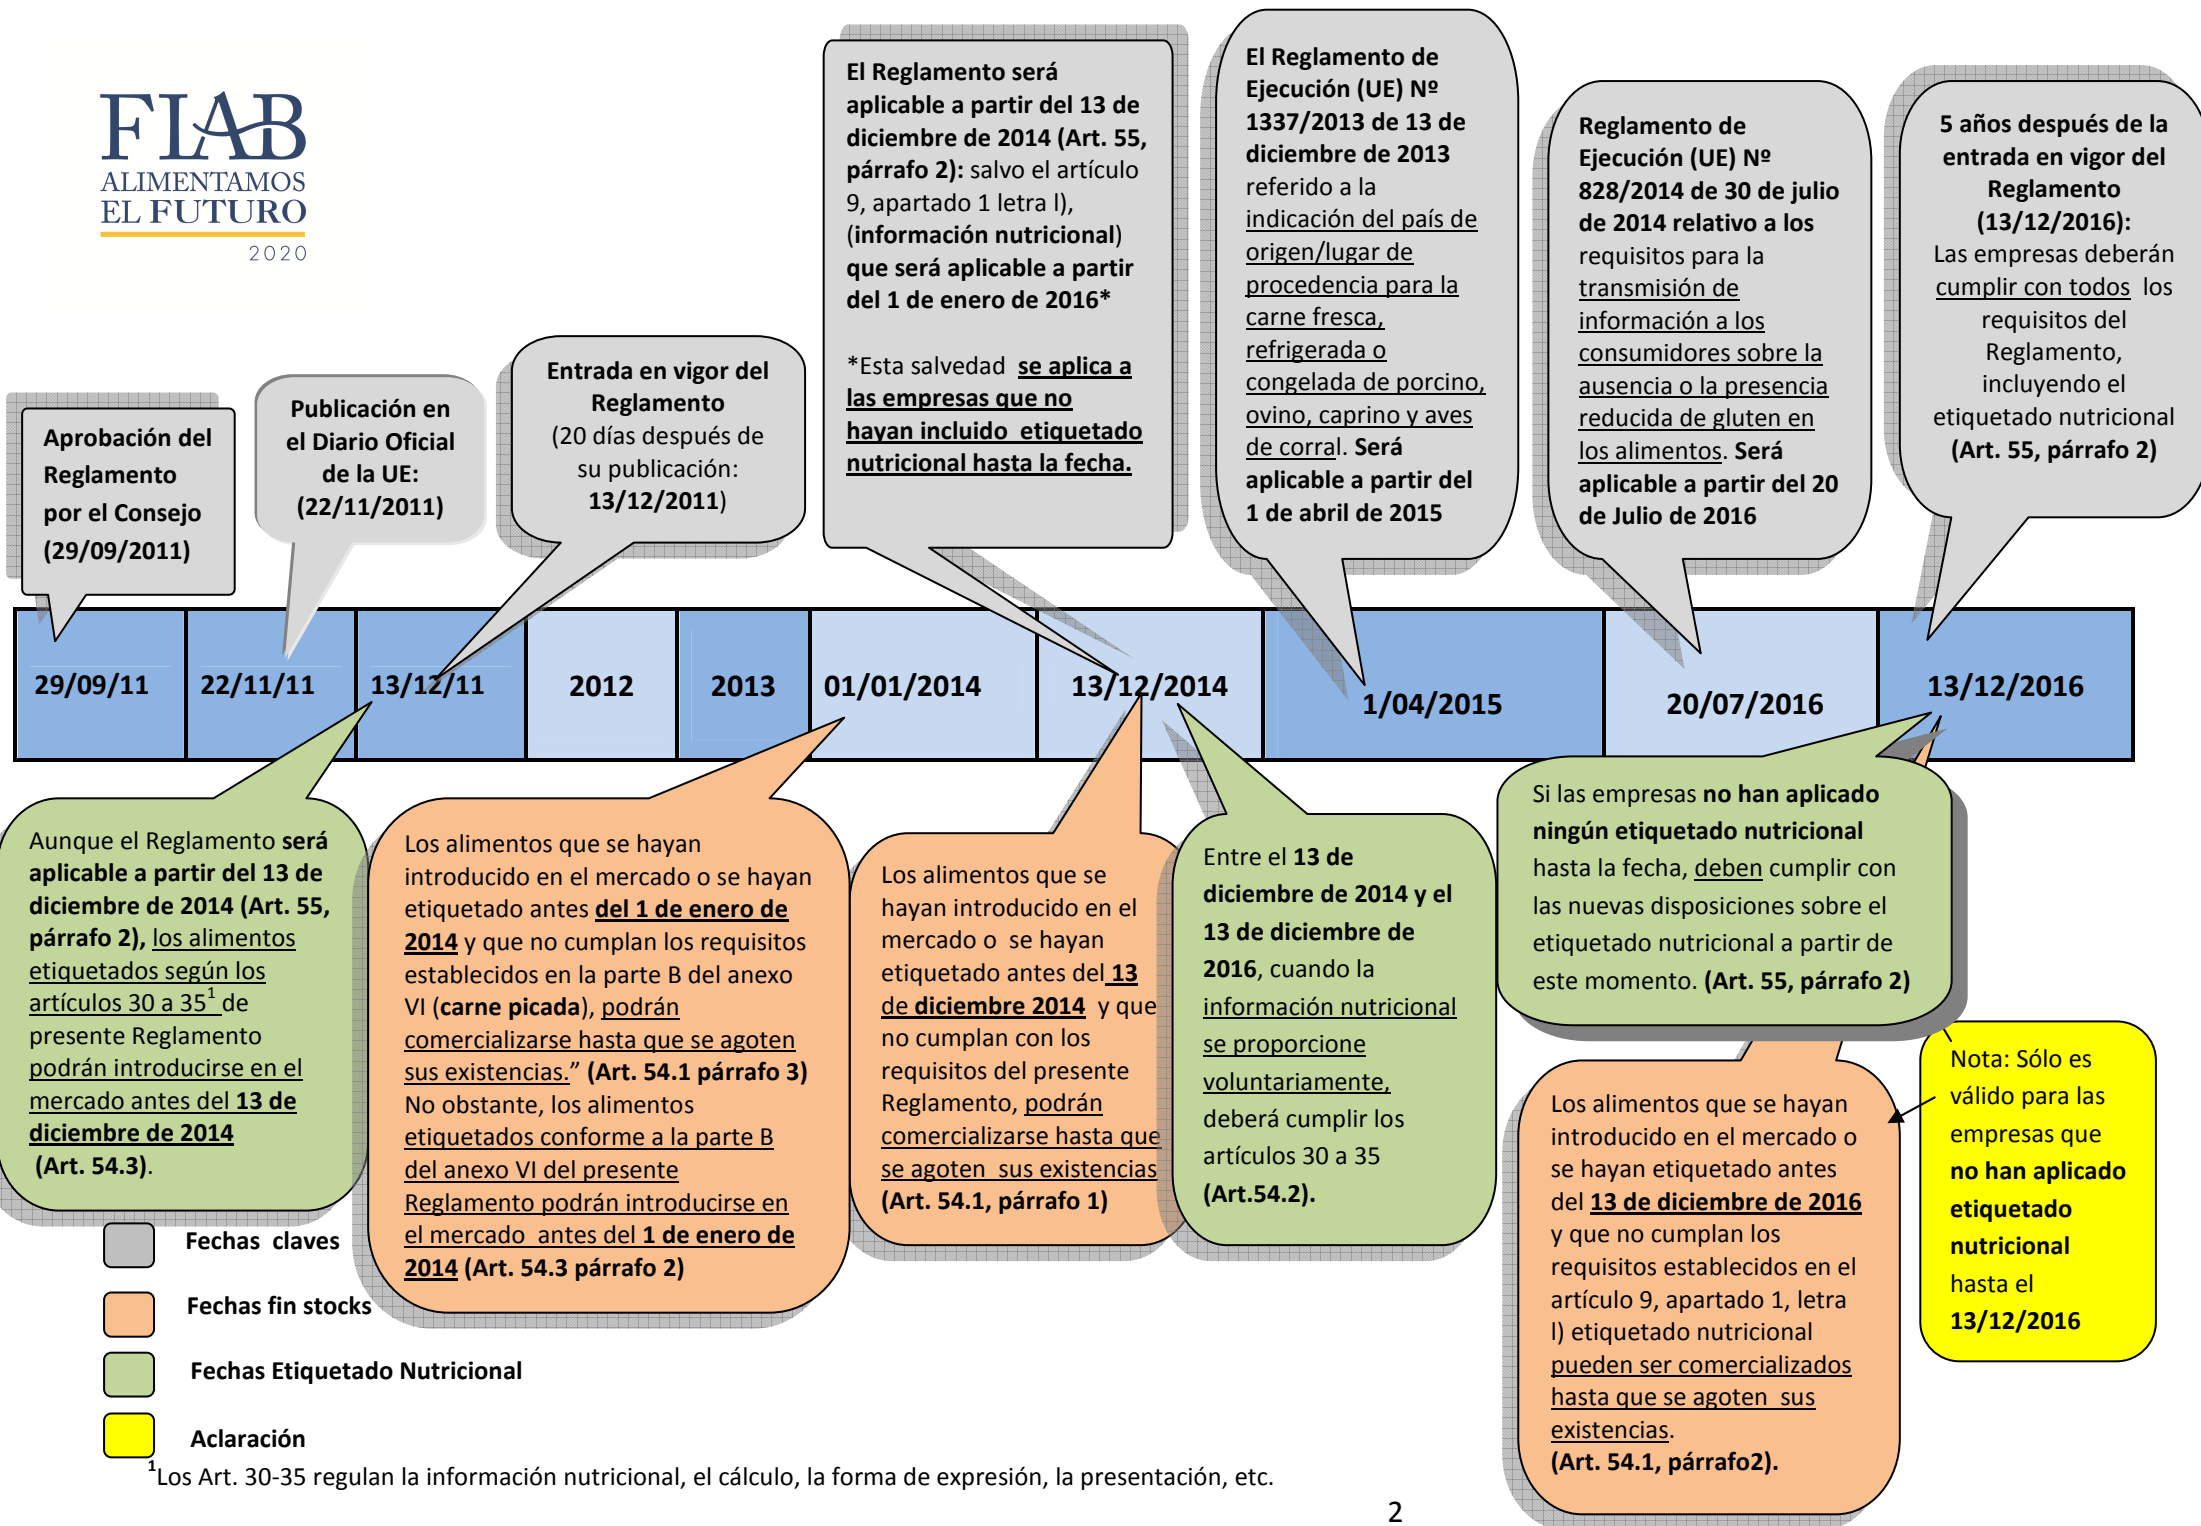 FIAB
ALIMENTAMOS
EL FUTURO
2020
Aprobación del
Reglamento
por el Consejo
(29/09/2011)
Publicación en
el Diario Oficial
de la UE:
(22/11/2011)
Entrada en vigor del
Reglamento
(20 días después de
su publicación:
13/12/2011)
El Reglamento será
aplicable a partir del 13 de
diciembre de 2014 (Art. 55,
párrafo 2): salvo el artículo
9, apartado 1 letra l),
(información nutricional)
que será aplicable a partir
del 1 de enero de 2016*
*Esta salvedad se aplica a
las empresas que no
hayan incluido etiquetado
nutricional hasta la fecha.
El Reglamento de
Ejecución (UE) Nº
1337/2013 de 13 de
diciembre de 2013
referido a la
indicación del país de
origen/lugar de
procedencia para la
carne fresca,
refrigerada o
congelada de porcino,
ovino, caprino y aves
de corral. Será
aplicable a partir del
1 de abril de 2015
Reglamento de
Ejecución (UE) Nº
828/2014 de 30 de julio
de 2014 relativo a los
requisitos para la
transmisión de
información a los
consumidores sobre la
ausencia o la presencia
reducida de gluten en
los alimentos. Será
aplicable a partir del 20
de Julio de 2016
5 años después de la
entrada en vigor del
Reglamento
(13/12/2016):
Las empresas deberán
cumplir con todos los
requisitos del
Reglamento,
incluyendo el
etiquetado nutricional
(Art. 55, párrafo 2)
29/09/11
22/11/11
13/12/11
2012
2013
01/01/2014
13/12/2014
1/04/2015
20/07/2016
13/12/2016
Aunque el Reglamento será
aplicable a partir del 13 de
diciembre de 2014 (Art. 55,
párrafo 2), los alimentos
etiquetados según los
artículos 30 a 35¹ de
presente Reglamento
podrán introducirse en el
mercado antes del 13 de
diciembre de 2014
(Art. 54.3).
Los alimentos que se hayan
introducido en el mercado o se hayan
etiquetado antes del 1 de enero de
2014 y que no cumplan los requisitos
establecidos en la parte B del anexo
VI (carne picada), podrán
comercializarse hasta que se agoten
sus existencias.” (Art. 54.1 párrafo 3)
No obstante, los alimentos
etiquetados conforme a la parte B
del anexo VI del presente
Reglamento podrán introducirse en
el mercado antes del 1 de enero de
2014 (Art. 54.3 párrafo 2)
Los alimentos que se
hayan introducido en el
mercado o se hayan
etiquetado antes del 13
de diciembre 2014 y que
no cumplan con los
requisitos del presente
Reglamento, podrán
comercializarse hasta que
se agoten sus existencias
(Art. 54.1, párrafo 1)
Entre el 13 de
diciembre de 2014 y el
13 de diciembre de
2016, cuando la
información nutricional
se proporcione
voluntariamente,
deberá cumplir los
artículos 30 a 35
(Art.54.2).
Si las empresas no han aplicado
ningún etiquetado nutricional
hasta la fecha, deben cumplir con
las nuevas disposiciones sobre el
etiquetado nutricional a partir de
este momento. (Art. 55, párrafo 2)
Los alimentos que se hayan
introducido en el mercado o
se hayan etiquetado antes
del 13 de diciembre de 2016
y que no cumplan los
requisitos establecidos en el
artículo 9, apartado 1, letra
l) etiquetado nutricional
pueden ser comercializados
hasta que se agoten sus
existencias.
(Art. 54.1, párrafo2).
Nota: Sólo es
válido para las
empresas que
no han aplicado
etiquetado
nutricional
hasta el
13/12/2016
Fechas claves
Fechas fin stocks
Fechas Etiquetado Nutricional
Aclaración
¹Los Art. 30-35 regulan la información nutricional, el cálculo, la forma de expresión, la presentación, etc.
2